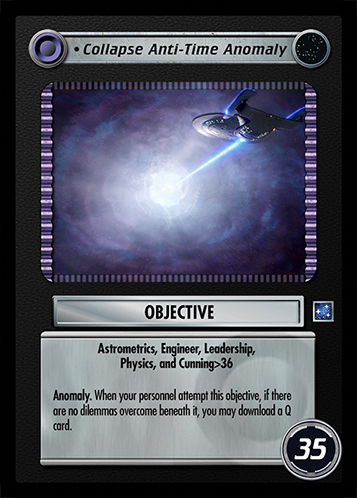 • Collapse Anti-Time Anomaly
OBJECTIVE
Astrometrics, Engineer, Leadership,
Physics, and Cunning>36
Anomaly. When your personnel attempt this objective, if there
are no dilemmas overcome beneath it, you may download a Q
card.
35